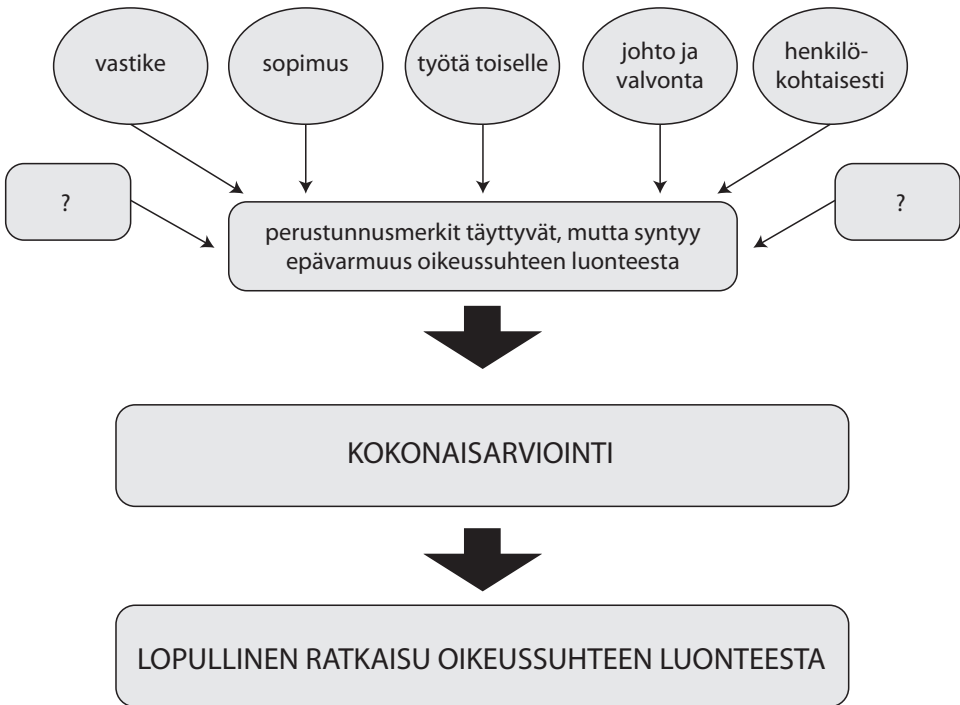 vastike
sopimus
työtä toiselle
johto ja
valvonta
henkilö-
kohtaisesti
?
perustunnusmerkit täyttyvät, mutta syntyy
epävarmuus oikeussuhteen luonteesta
?
KOKONAISARVIOINTI
LOPULLINEN RATKAISU OIKEUSSUHTEEN LUONTEESTA